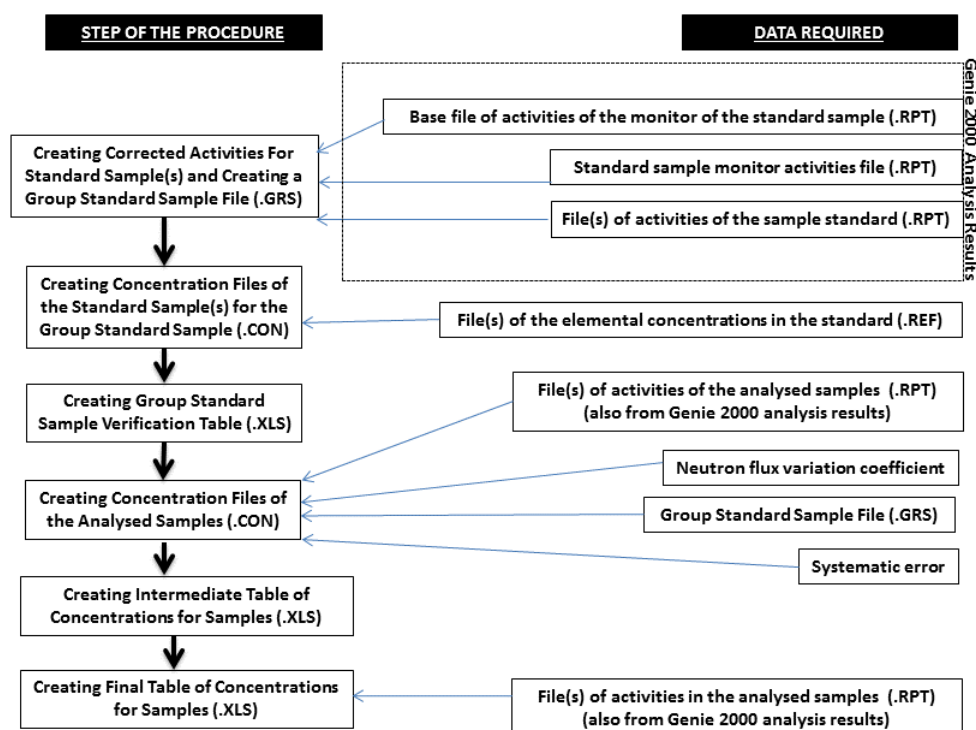 STEP OF THE PROCEDURE
DATA REQUIRED
Genie 2000 Analysis Results
Base file of activities of the monitor of the standard sample (.RPT)
Creating Corrected Activities For
Standard Sample(s) and Creating a
Group Standard Sample File (.GRS)
Standard sample monitor activities file (.RPT)
File(s) of activities of the sample standard (.RPT)
Creating Concentration Files of
the Standard Sample(s) for the
Group Standard Sample (.CON)
File(s) of the elemental concentrations in the standard (.REF)
Creating Group Standard
Sample Verification Table (.XLS)
File(s) of activities of the analysed samples (.RPT)
(also from Genie 2000 analysis results)
Neutron flux variation coefficient
Creating Concentration Files of
the Analysed Samples (.CON)
Group Standard Sample File (.GRS)
Systematic error
Creating Intermediate Table of
Concentrations for Samples (.XLS)
Creating Final Table of Concentrations
for Samples (.XLS)
File(s) of activities in the analysed samples (.RPT)
(also from Genie 2000 analysis results)